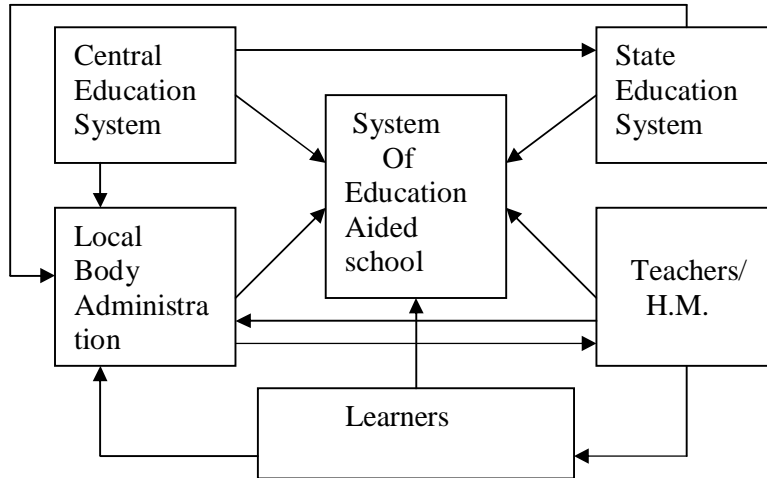 Central
Education
System
State
Education
System
System
Of
Education
Aided
school
Local
Body
Administra
tion
Teachers/
H.M.
Learners